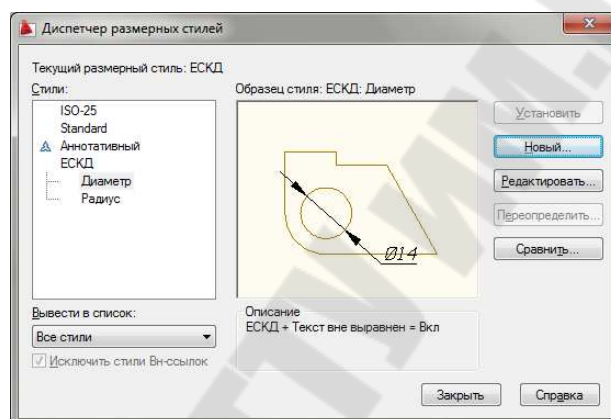 Диспетчер размерных стилей
Текущий размерный стиль: ЕСКД
Стили:
ISO-25
Standard
Аннотативный
ЕСКД
Диаметр
Радиус
Образец стиля: ЕСКД: Диаметр
Ø14
Установить
Новый...
Редактировать...
Переопределить...
Сравнить...
Вывести в список:
Все стили
Исключить стили Вн-ссылок
Описание
ЕСКД + Текст вне выравнен = Вкл
Закрыть
Справка